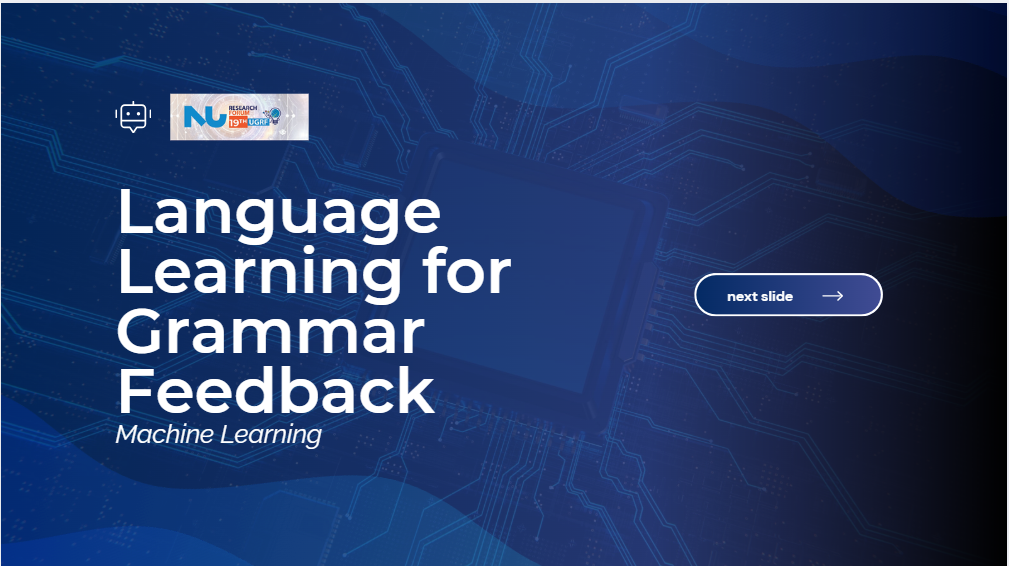 NU
RESEARCH
FORUM
19TH UGRF
Language
Learning for
Grammar
Feedback
Machine Learning
next slide